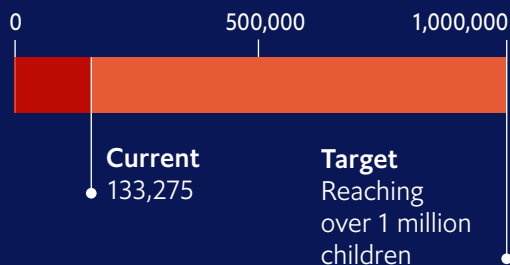 0 500,000 1,000,000
Current
133,275
Target
Reaching
over 1 million
children